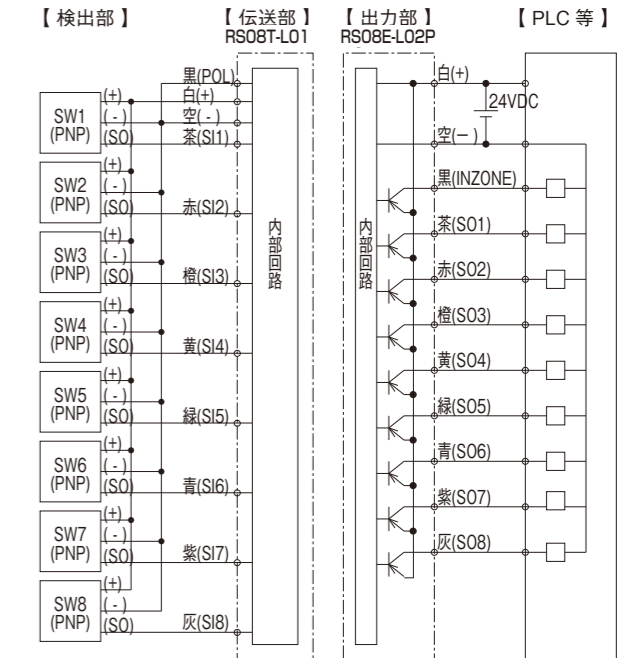 【 検出部 】
【 伝送部 】
RS08T-L01
【 出力部 】
RS08E-L02P
【 PLC 等 】
黒(POL)
白(+)
空( - )
茶(SI1)
赤(SI2)
橙(SI3)
黄(SI4)
緑(SI5)
青(SI6)
紫(SI7)
灰(SI8)
SW1
(PNP)
(+)
( - )
(SO)
SW2
(PNP)
(+)
( - )
(SO)
SW3
(PNP)
(+)
( - )
(SO)
SW4
(PNP)
(+)
( - )
(SO)
SW5
(PNP)
(+)
( - )
(SO)
SW6
(PNP)
(+)
( - )
(SO)
SW7
(PNP)
(+)
( - )
(SO)
SW8
(PNP)
(+)
( - )
(SO)
内部回路
内部回路
白(+)
24VDC
空(− )
黒(INZONE)
茶(SO1)
赤(SO2)
橙(SO3)
黄(SO4)
緑(SO5)
青(SO6)
紫(SO7)
灰(SO8)